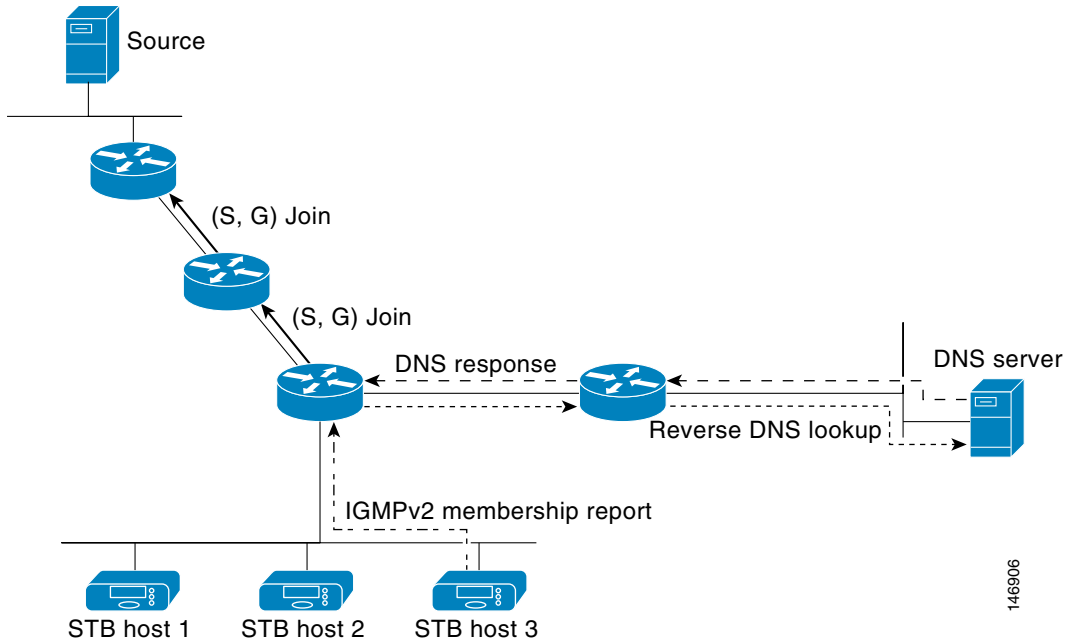 Source
(S, G) Join
(S, G) Join
DNS response
DNS server
Reverse DNS lookup
IGMPv2 membership report
STB host 1
STB host 2
STB host 3
146906